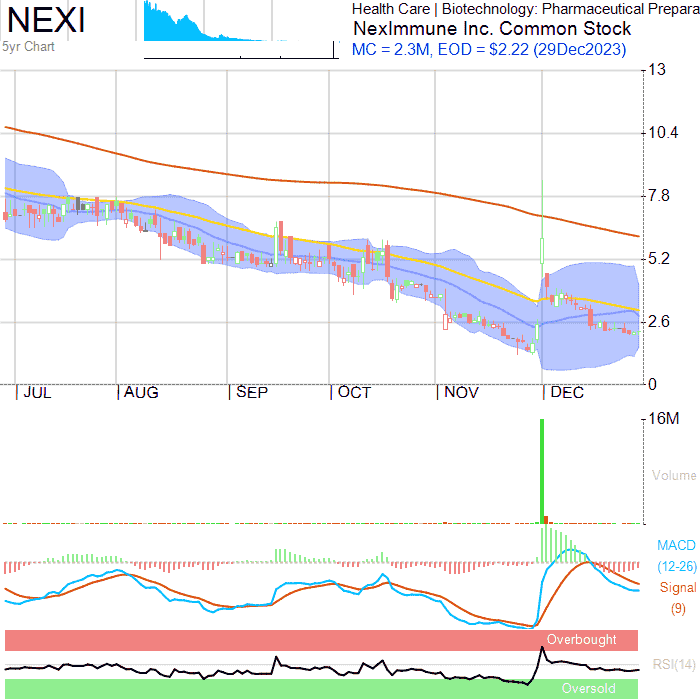 NEXI
5yr Chart
Health Care | Biotechnology: Pharmaceutical Prepara
NexImmune Inc. Common Stock
MC = 2.3M, EOD = $2.22 (29Dec2023)
13
10.4
7.8
5.2
2.6
0
JUL AUG SEP OCT NOV DEC
16M
Volume
MACD
(12-26)
Signal
(9)
Overbought
RSI(14)
Oversold